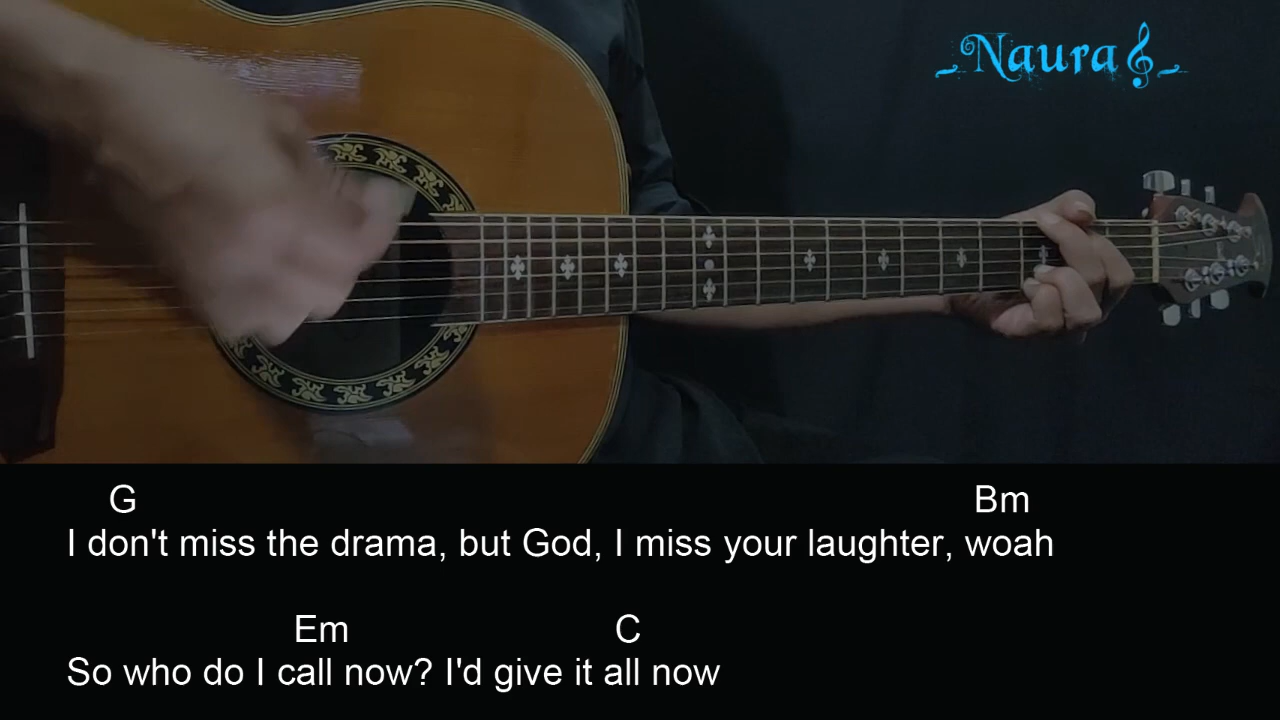 Naura
G Bm
I don't miss the drama, but God, I miss your laughter, woah
Em C
So who do I call now? I'd give it all now